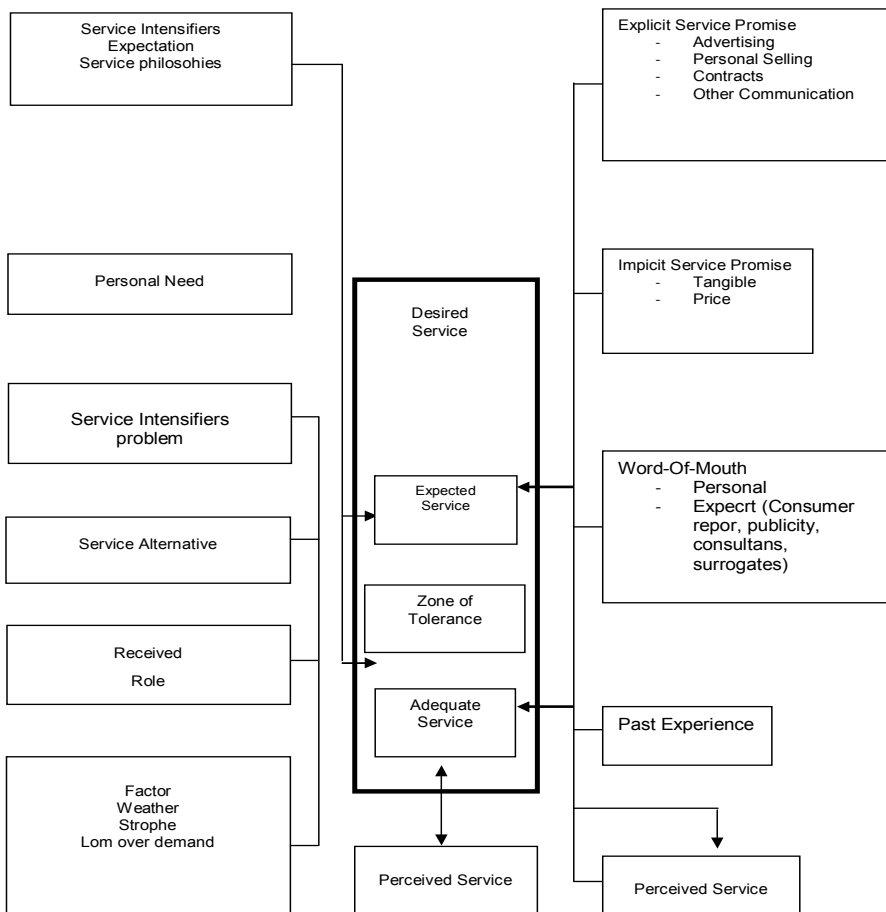 Service Intensifiers
Expectation
Service philosohies
Personal Need
Service Intensifiers
problem
Service Alternative
Received
Role
Factor
Weather
Strophe
Lom over demand
Desired
Service
Expected
Service
Zone of
Tolerance
Adequate
Service
Perceived Service
Explicit Service Promise
- Advertising
- Personal Selling
- Contracts
- Other Communication
Impicit Service Promise
- Tangible
- Price
Word-Of-Mouth
- Personal
- Expecrt (Consumer
repor, publicity,
consultans,
surrogates)
Past Experience
Perceived Service